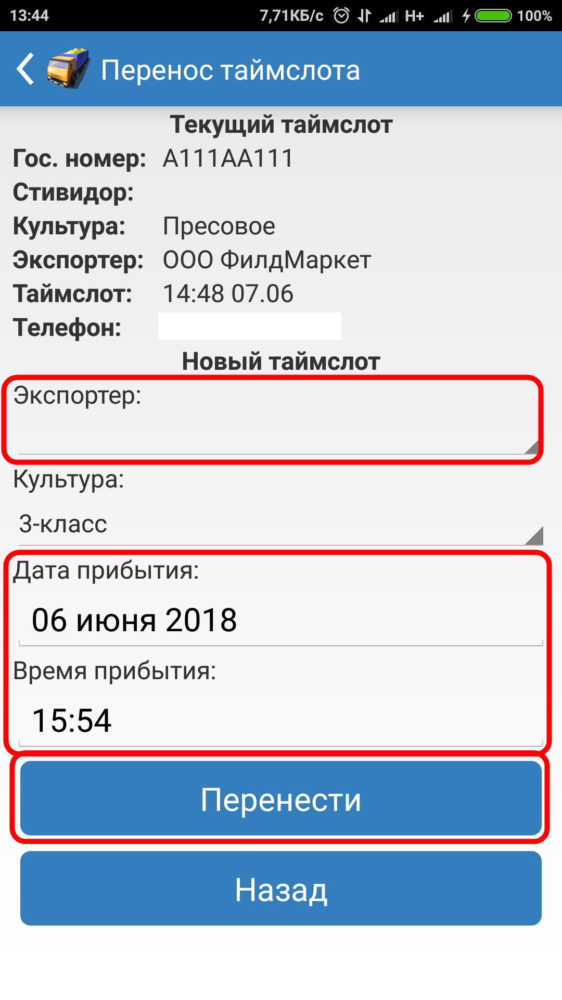 13:44 7,71КБ/с H+ 100%
Перенос таймслота
Текущий таймслот
Гос. номер: А111АА111
Стивидор:
Культура: Пресовое
Экспортер: ООО ФилдМаркет
Таймслот: 14:48 07.06
Телефон:
Новый таймслот
Экспортер:
Культура:
3-класс
Дата прибытия:
06 июня 2018
Время прибытия:
15:54
Перенести
Назад